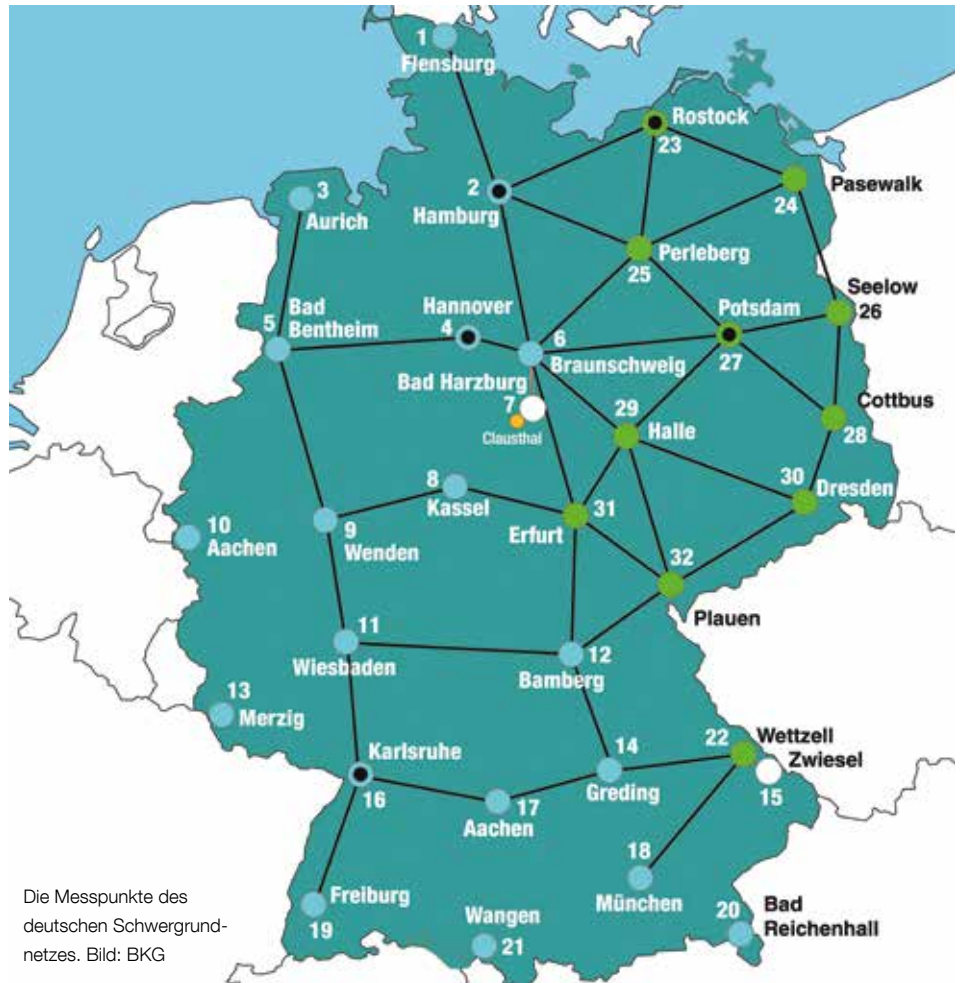 1
Flensburg
Rostock
23
3
Aurich
2
Hamburg
24
Pasewalk
25
Perleberg
Seelow
26
Bad
5
Bentheim
Hannover
4
6
Braunschweig
Potsdam
27
Bad Harzburg
7
Clausthal
29
Halle
Cottbus
28
30
Dresden
8
Kassel
9
Wenden
31
Erfurt
10
Aachen
32
Plauen
11
Wiesbaden
12
Bamberg
13
Merzig
Karlsruhe
16
14
Greding
22
Wettzell
Zwiesel
15
17
Aachen
18
München
Freiburg
19
Wangen
21
20
Bad
Reichenhall
Die Messpunkte des
deutschen Schwergrund-
netzes. Bild: BKG